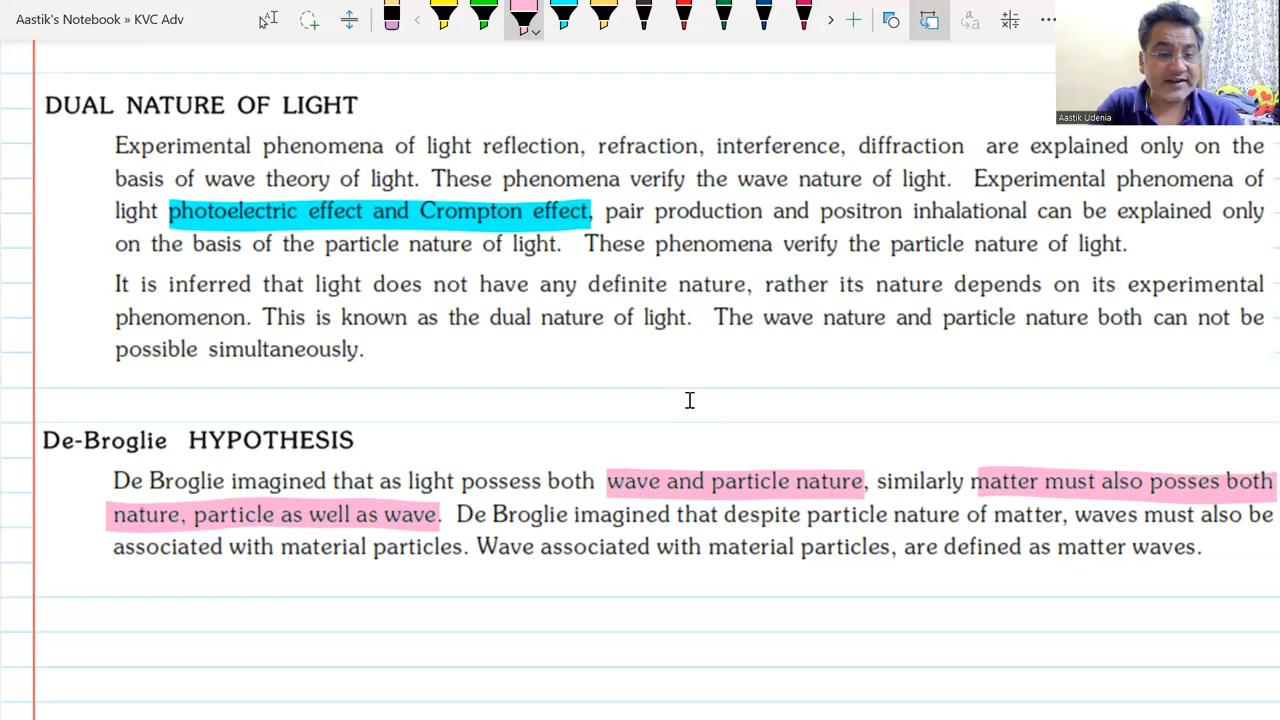 Aastik's Notebook » KVC Adv
Aastik Udenia
DUAL NATURE OF LIGHT
Experimental phenomena of light reflection, refraction, interference, diffraction are explained only on the
basis of wave theory of light. These phenomena verify the wave nature of light. Experimental phenomena of
light photoelectric effect and Crompton effect, pair production and positron inhalational can be explained only
on the basis of the particle nature of light. These phenomena verify the particle nature of light.
It is inferred that light does not have any definite nature, rather its nature depends on its experimental
phenomenon. This is known as the dual nature of light. The wave nature and particle nature both can not be
possible simultaneously.
De-Broglie HYPOTHESIS
De Broglie imagined that as light possess both wave and particle nature, similarly matter must also posses both
nature, particle as well as wave. De Broglie imagined that despite particle nature of matter, waves must also be
associated with material particles. Wave associated with material particles, are defined as matter waves.